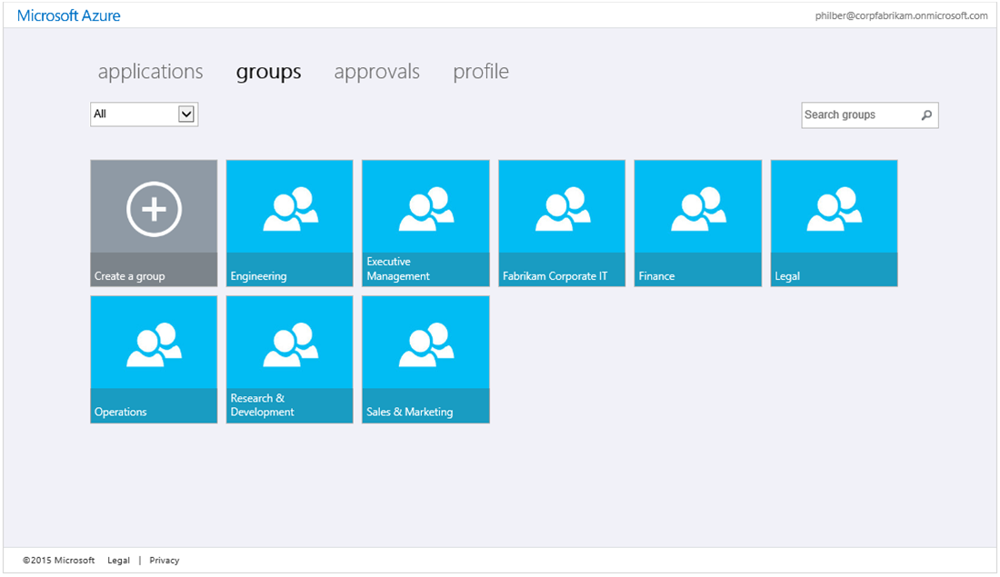 Microsoft Azure
philber@corpfabrikam.onmicrosoft.com
applications groups approvals profile
All
Search groups
Create a group
Engineering
Executive
Management
Fabrikam Corporate IT
Finance
Legal
Operations
Research &
Development
Sales & Marketing
©2015 Microsoft Legal | Privacy